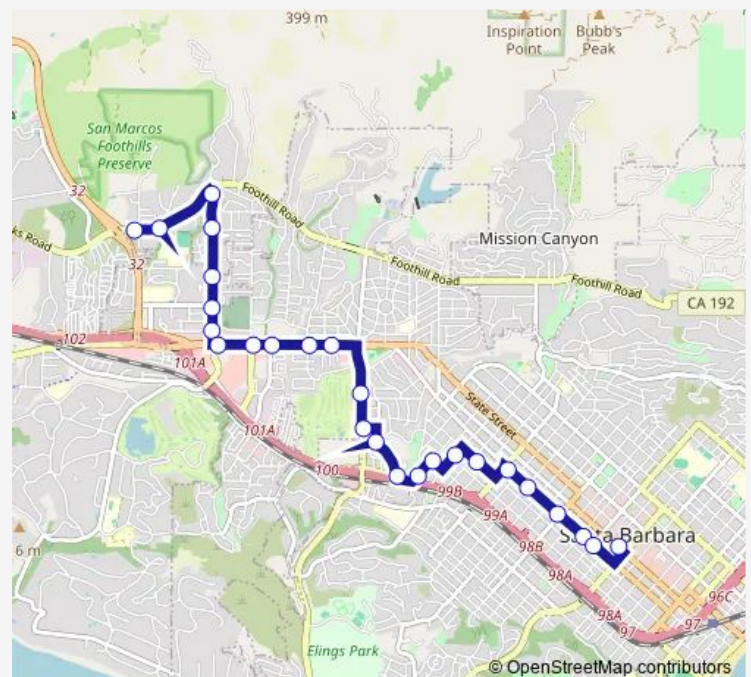 399 m
Inspiration
Point
Bubb's
Peak
San Marcos
Foothills
Preserve
32
Foothill Road
ks Road
32
Mission Canyon
Foothill Road
Foothill Road
CA 192
102
101A
State Street
101A
100
99B
99A
Santa Barbara
6 m
98B
98A
98A
96C
97
97
Elings Park
© OpenStreetMap contributors